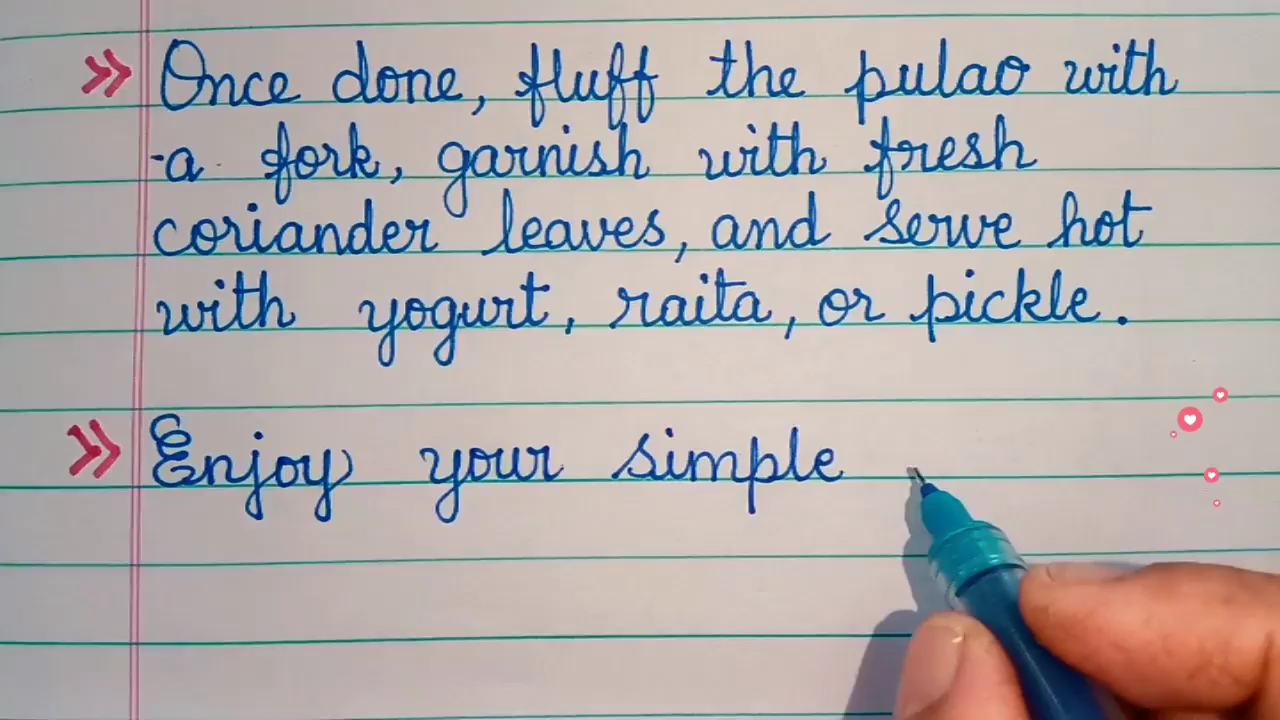 » Once done, fluff the pulao with
a fork, garnish with fresh
coriander leaves, and serve hot
with yogurt, raita, or pickle.
» Enjoy your simple